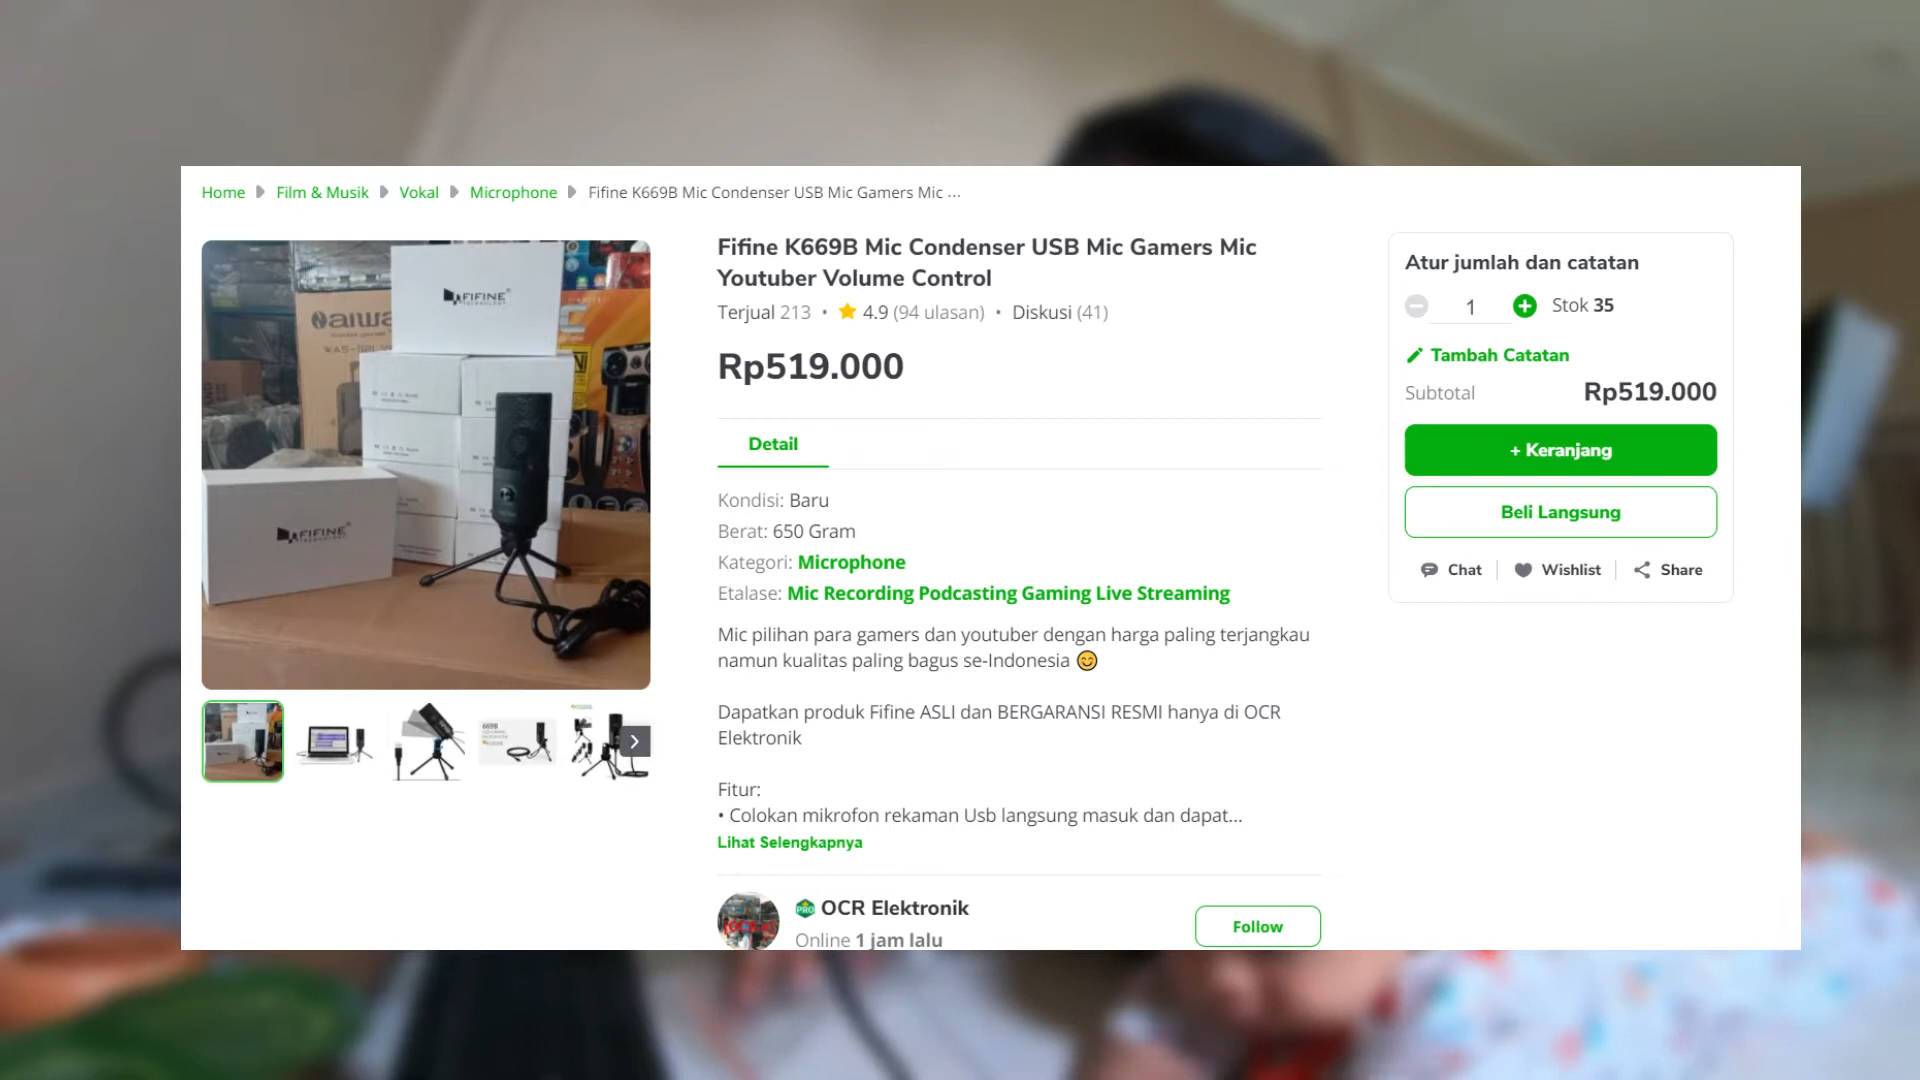 Home Film & Musik Vokal Microphone Fifine K669B Mic Condenser USB Mic Gamers Mic ...
FIFINE
TECHNOLOGY
aiwa
FIFINE
TECHNOLOGY
Fifine K669B Mic Condenser USB Mic Gamers Mic
Youtuber Volume Control
Terjual 213 • 4.9 (94 ulasan) • Diskusi (41)
Rp519.000
Detail
Kondisi: Baru
Berat: 650 Gram
Kategori: Microphone
Etalase: Mic Recording Podcasting Gaming Live Streaming
Mic pilihan para gamers dan youtuber dengan harga paling terjangkau
namun kualitas paling bagus se-Indonesia 😊
Dapatkan produk Fifine ASLI dan BERGARANSI RESMI hanya di OCR
Elektronik
Fitur:
• Colokan mikrofon rekaman Usb langsung masuk dan dapat...
Lihat Selengkapnya
PRO OCR Elektronik
Online 1 jam lalu
Follow
Atur jumlah dan catatan
1 Stok 35
Tambah Catatan
Subtotal Rp519.000
+ Keranjang
Beli Langsung
Chat Wishlist Share